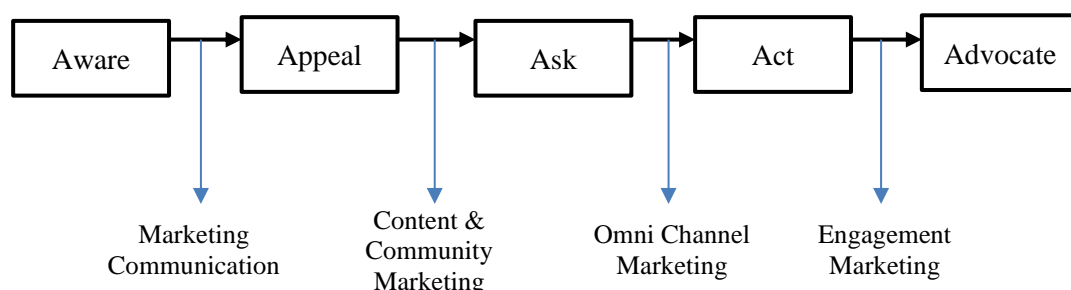 Aware
Appeal
Ask
Act
Advocate
Marketing
Communication
Content &
Community
Marketing
Omni Channel
Marketing
Engagement
Marketing